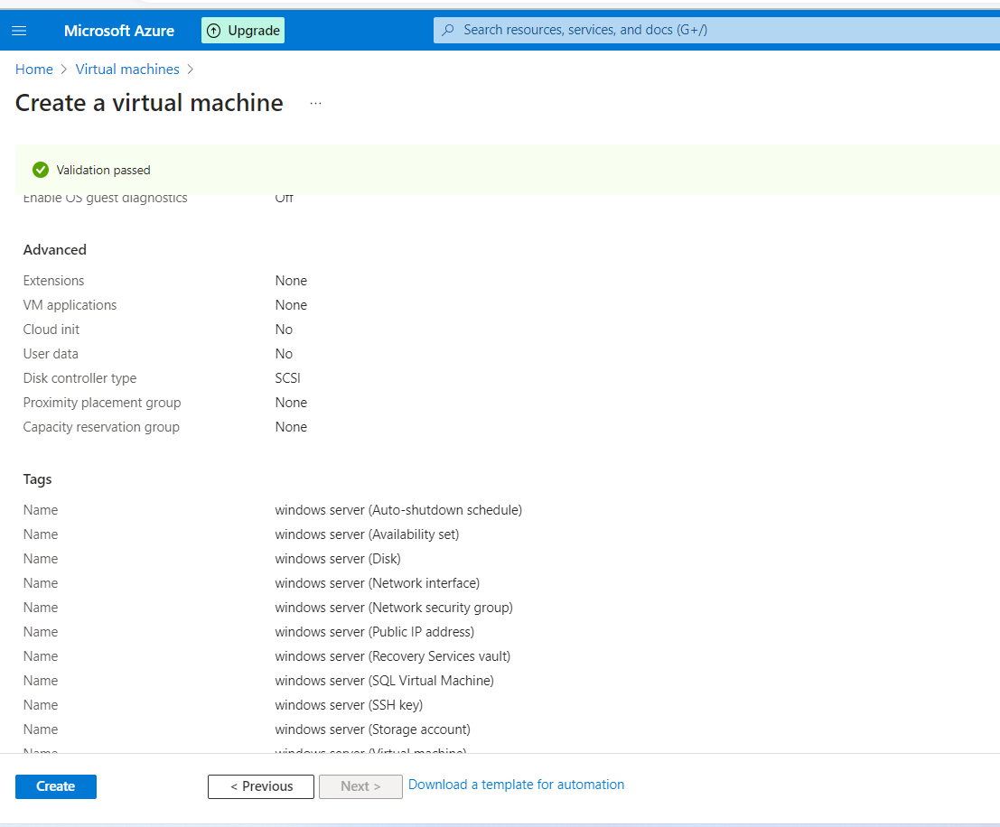 Microsoft Azure Upgrade Search resources, services, and docs (G+/)
Home > Virtual machines >
Create a virtual machine ...
Validation passed
Enable OS guest diagnostics Off
Advanced
Extensions None
VM applications None
Cloud init No
User data No
Disk controller type SCSI
Proximity placement group None
Capacity reservation group None
Tags
Name windows server (Auto-shutdown schedule)
Name windows server (Availability set)
Name windows server (Disk)
Name windows server (Network interface)
Name windows server (Network security group)
Name windows server (Public IP address)
Name windows server (Recovery Services vault)
Name windows server (SQL Virtual Machine)
Name windows server (SSH key)
Name windows server (Storage account)
Name windows server (Virtual machine)
Create < Previous Next > Download a template for automation